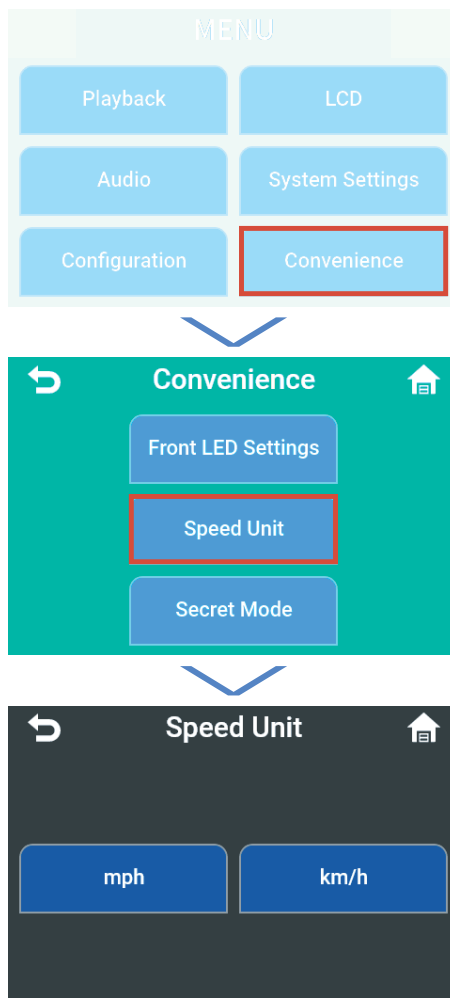 MENU
Playback
LCD
Audio
System Settings
Configuration
Convenience
Convenience
Front LED Settings
Speed Unit
Secret Mode
Speed Unit
mph
km/h